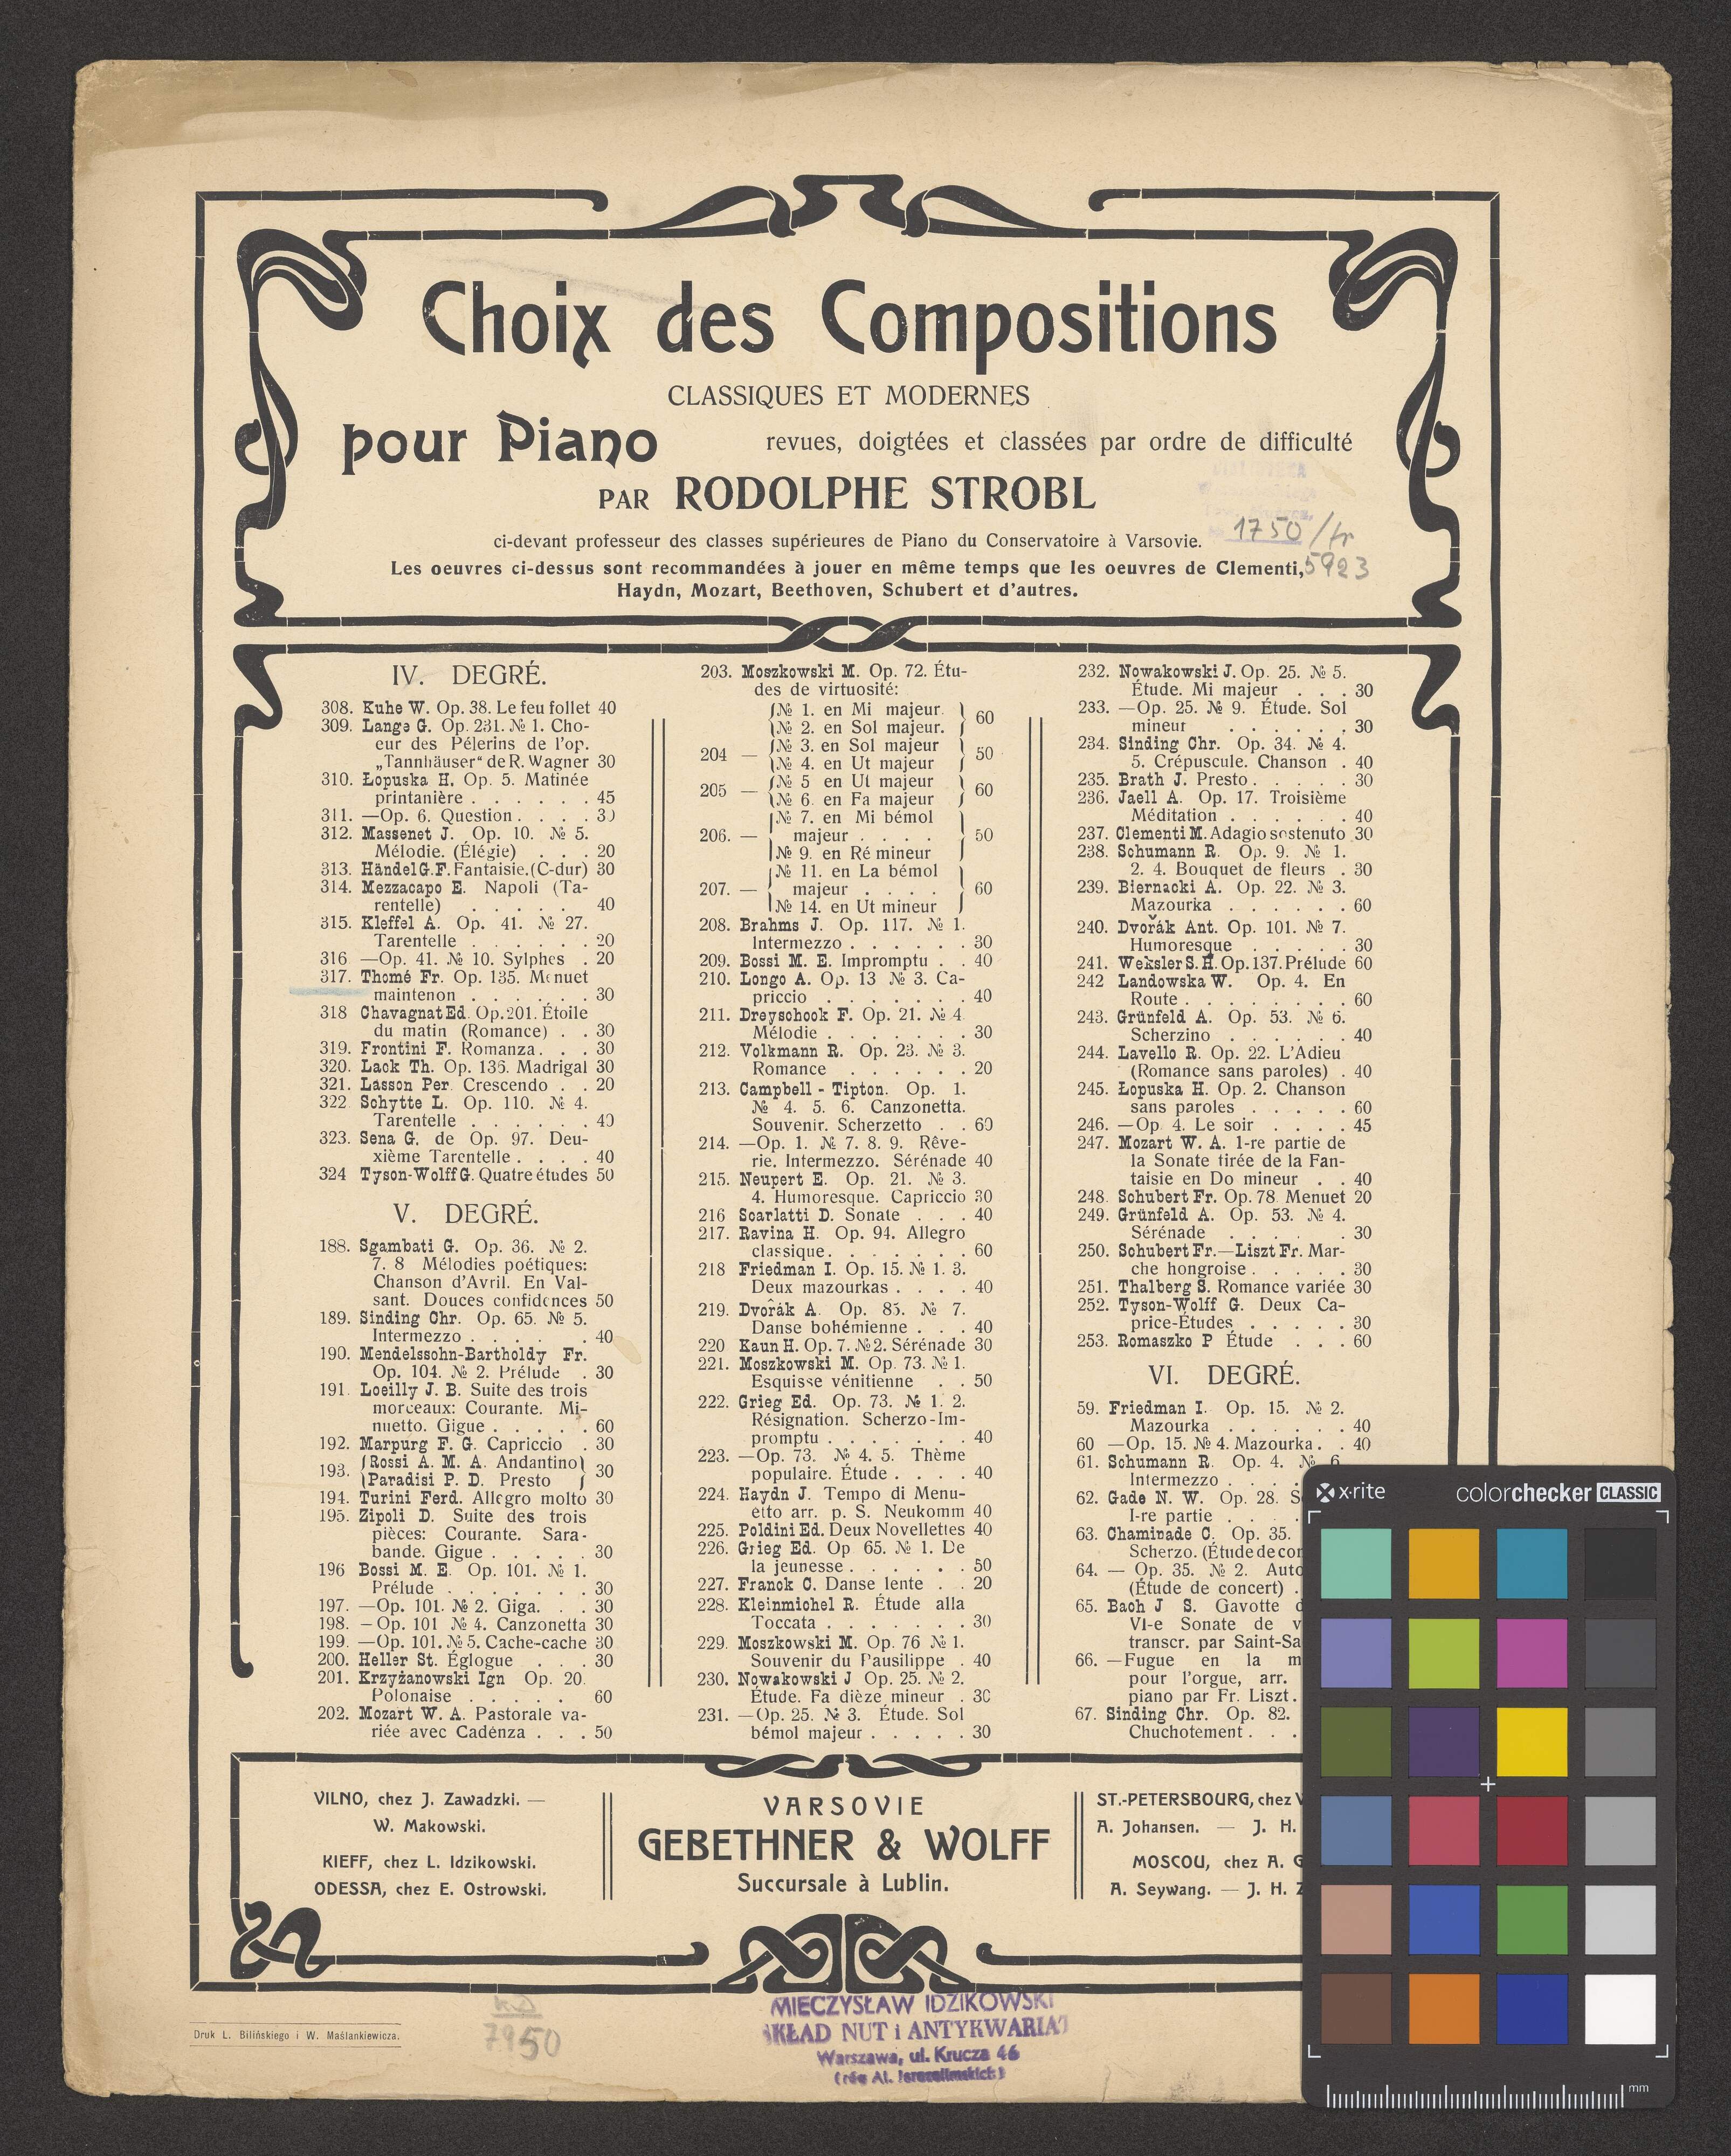 Choix des Compositions
CLASSIQUES ET MODERNES
pour Piano revues, doigtées et classées par ordre de difficulté
PAR RODOLPHE STROBL
1750/fr
ci-devant professeur des classes supérieures de Piano du Conservatoire à Varsovie.
Les oeuvres ci-dessus sont recommandées à jouer en même temps que les oeuvres de Clementi,
5923
Haydn, Mozart, Beethoven, Schubert et d'autres.
IV. DEGRÉ.
308. Kuhe W. Op. 38. Le feu follet 40
309. Lange G. Op. 231. № 1. Cho-
eur des Pélerins de l'op.
„Tannhäuser“ de R. Wagner 30
310. Łopuska H. Op. 5. Matinée
printanière . . . . . . 45
311. —Op. 6. Question . . . . 30
312. Massenet J. Op. 10. № 5.
Mélodie. (Élégie) . . . 20
313. Händel G. F. Fantaisie. (C-dur) 30
314. Mezzacapo E. Napoli (Ta-
rentelle) . . . . . 40
315. Kleffel A. Op. 41. № 27.
Tarentelle . . . . . . 20
316 —Op. 41. № 10. Sylphes . 20
317. Thomé Fr. Op. 135. Menuet
maintenon . . . . . . 30
318 Chavagnat Ed. Op. 201. Étoile
du matin (Romance) . . 30
319. Frontini F. Romanza. . . 30
320. Lack Th. Op. 136. Madrigal 30
321. Lasson Per. Crescendo . . 20
322 Schytte L. Op. 110. № 4.
Tarentelle . . . . . . 40
323. Sena G. de Op. 97. Deu-
xième Tarentelle . . . . 40
324 Tyson-Wolff G. Quatre études 50
V. DEGRÉ.
188. Sgambati G. Op. 36. № 2.
7. 8 Mélodies poétiques:
Chanson d'Avril. En Val-
sant. Douces confidences 50
189. Sinding Chr. Op. 65. № 5.
Intermezzo . . . . . 40
190. Mendelssohn-Bartholdy Fr.
Op. 104. № 2. Prélude . 30
191. Loeilly J. B. Suite des trois
morceaux: Courante. Mi-
nuetto. Gigue . . . . . 60
192. Marpurg F. G. Capriccio . 30
193. {Rossi A. M. A. Andantino}
{Paradisi P. D. Presto } 30
194. Turini Ferd. Allegro molto 30
195. Zipoli D. Suite des trois
pièces: Courante. Sara-
bande. Gigue . . . . . 30
196 Bossi M. E. Op. 101. № 1.
Prélude . . . . . . . 30
197. —Op. 101. № 2. Giga. . . 30
198. —Op. 101 № 4. Canzonetta 30
199. —Op. 101. № 5. Cache-cache 30
200. Heller St. Églogue . . . 30
201. Krzyżanowski Ign Op. 20.
Polonaise . . . . . 60
202. Mozart W. A. Pastorale va-
riée avec Cadenza . . . 50
203. Moszkowski M. Op. 72. Étu-
des de virtuosité:
{№ 1. en Mi majeur. }
{№ 2. en Sol majeur. } 60
204 — {№ 3. en Sol majeur }
{№ 4. en Ut majeur } 50
205 — {№ 5 en Ut majeur }
{№ 6. en Fa majeur } 60
{№ 7. en Mi bémol
206. — majeur . . . . } 50
{№ 9. en Ré mineur
{№ 11. en La bémol
207. — majeur . . . . } 60
{№ 14. en Ut mineur
208. Brahms J. Op. 117. № 1.
Intermezzo . . . . . . 30
209. Bossi M. E. Impromptu . . 40
210. Longo A. Op. 13 № 3. Ca-
priccio . . . . . . . 40
211. Dreyschock F. Op. 21. № 4
Mélodie . . . . . . . 30
212. Volkmann R. Op. 23. № 3.
Romance . . . . . . 20
213. Campbell - Tipton. Op. 1.
№ 4. 5. 6. Canzonetta.
Souvenir. Scherzetto . . 60
214. —Op. 1. № 7. 8. 9. Rêve-
rie. Intermezzo. Sérénade 40
215. Neupert E. Op. 21. № 3.
4. Humoresque. Capriccio 30
216 Scarlatti D. Sonate . . . 40
217. Ravina H. Op. 94. Allegro
classique. . . . . . . 60
218 Friedman I. Op. 15. № 1. 3.
Deux mazourkas . . . . 40
219. Dvořák A. Op. 85. № 7.
Danse bohémienne . . . 40
220 Kaun H. Op. 7. № 2. Sérénade 30
221. Moszkowski M. Op. 73. № 1.
Esquisse vénitienne . . 50
222. Grieg Ed. Op. 73. № 1. 2.
Résignation. Scherzo-Im-
promptu . . . . . . . 40
223. —Op. 73. № 4. 5. Thème
populaire. Étude . . . . 40
224. Haydn J. Tempo di Menu-
etto arr. p. S. Neukomm 40
225. Poldini Ed. Deux Novellettes 40
226. Grieg Ed. Op 65. № 1. De
la jeunesse . . . . . . 50
227. Franck C. Danse lente . . 20
228. Kleinmichel R. Étude alla
Toccata . . . . . . . 30
229. Moszkowski M. Op. 76 № 1.
Souvenir du Pausilippe . 40
230. Nowakowski J Op. 25. № 2.
Étude. Fa dièze mineur . 30
231. —Op. 25. № 3. Étude. Sol
bémol majeur . . . . . 30
232. Nowakowski J. Op. 25. № 5.
Étude. Mi majeur . . . 30
233. —Op. 25. № 9. Étude. Sol
mineur . . . . . . 30
234. Sinding Chr. Op. 34. № 4.
5. Crépuscule. Chanson . 40
235. Brath J. Presto . . . . . 30
236. Jaell A. Op. 17. Troisième
Méditation . . . . . . 40
237. Clementi M. Adagio sostenuto 30
238. Schumann R. Op. 9. № 1.
2. 4. Bouquet de fleurs . 30
239. Biernacki A. Op. 22. № 3.
Mazourka . . . . . . 60
240. Dvořák Ant. Op. 101. № 7.
Humoresque . . . . . 30
241. Weksler S. H. Op. 137. Prélude 60
242 Landowska W. Op. 4. En
Route . . . . . . . . 60
243. Grünfeld A. Op. 53. № 6.
Scherzino . . . . . . 40
244. Lavello R. Op. 22. L'Adieu
(Romance sans paroles) . 40
245. Łopuska H. Op. 2. Chanson
sans paroles . . . . . 60
246. —Op. 4. Le soir . . . . 45
247. Mozart W. A. 1-re partie de
la Sonate tirée de la Fan-
taisie en Do mineur . . 40
248. Schubert Fr. Op. 78. Menuet 20
249. Grünfeld A. Op. 53. № 4.
Sérénade . . . . . . 30
250. Schubert Fr.—Liszt Fr. Mar-
che hongroise . . . . . 30
251. Thalberg S. Romance variée 30
252. Tyson-Wolff G. Deux Ca-
price-Études . . . . . 30
253. Romaszko P Étude . . . 60
VI. DEGRÉ.
59. Friedman I. Op. 15. № 2.
Mazourka . . . . . . 40
60 —Op. 15. № 4. Mazourka. . 40
61. Schumann R. Op. 4. № 6
Intermezzo . . . .
62. Gade N. W. Op. 28. S
I-re partie . . . .
63. Chaminade C. Op. 35.
Scherzo. (Étude de con
64. — Op. 35. № 2. Auto
(Étude de concert) .
65. Bach J S. Gavotte d
VI-e Sonate de v
transcr. par Saint-Sa
66. —Fugue en la m
pour l'orgue, arr.
piano par Fr. Liszt.
67. Sinding Chr. Op. 82.
Chuchotement . . .
VILNO, chez J. Zawadzki. —
W. Makowski.
KIEFF, chez L. Idzikowski.
ODESSA, chez E. Ostrowski.
VARSOVIE
GEBETHNER & WOLFF
Succursale à Lublin.
ST.-PETERSBOURG, chez
A. Johansen. — J. H.
MOSCOU, chez A. G
A. Seywang. — J. H. Z
Druk L. Bilińskiego i W. Maślankiewicza.
7950
MIECZYSŁAW IDZIKOWSKI
SKŁAD NUT i ANTYKWARIAT
Warszawa, ul. Krucza 46
(róg Al. Jerozolimskich)
x·rite colorchecker CLASSIC
mm